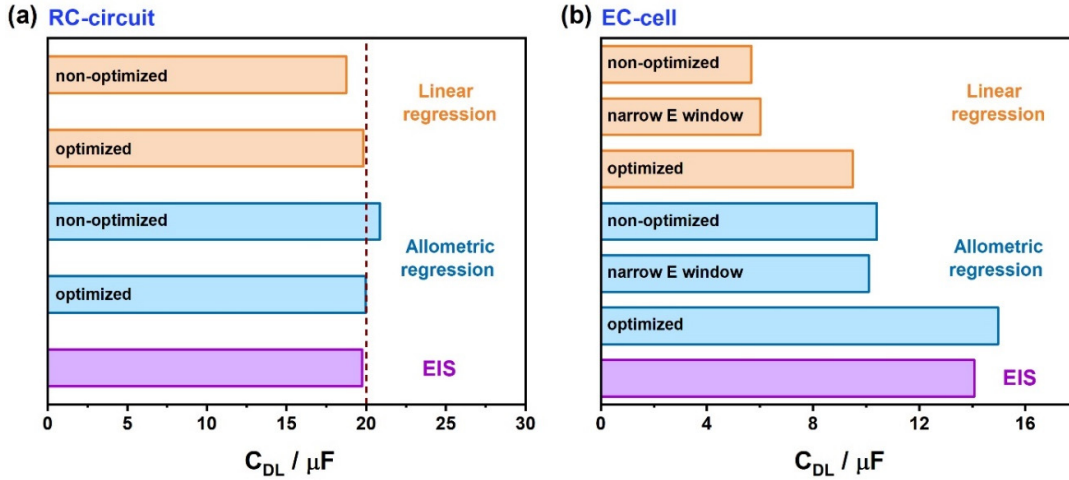 (a) RC-circuit
non-optimized
Linear
regression
optimized
non-optimized
Allometric
regression
optimized
EIS
0 5 10 15 20 25 30
C_DL / μF
(b) EC-cell
non-optimized
Linear
regression
narrow E window
optimized
non-optimized
Allometric
regression
narrow E window
optimized
EIS
0 4 8 12 16
C_DL / μF